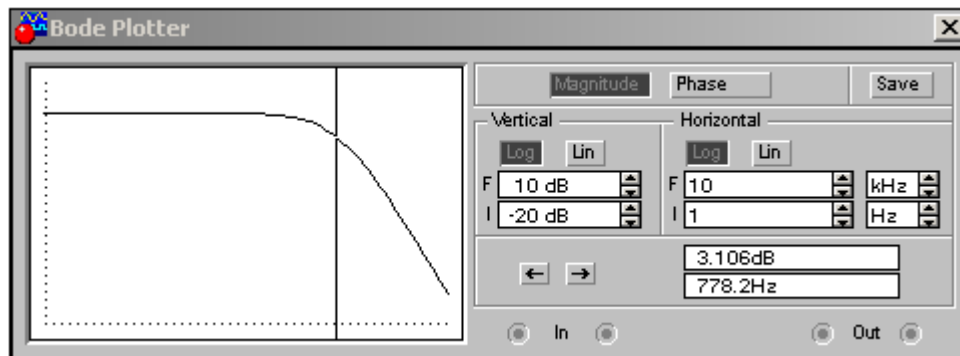 Bode Plotter
Magnitude Phase Save
Vertical Horizontal
Log Lin Log Lin
F 10 dB F 10 kHz
I -20 dB I 1 Hz
3.106dB
778.2Hz
In Out